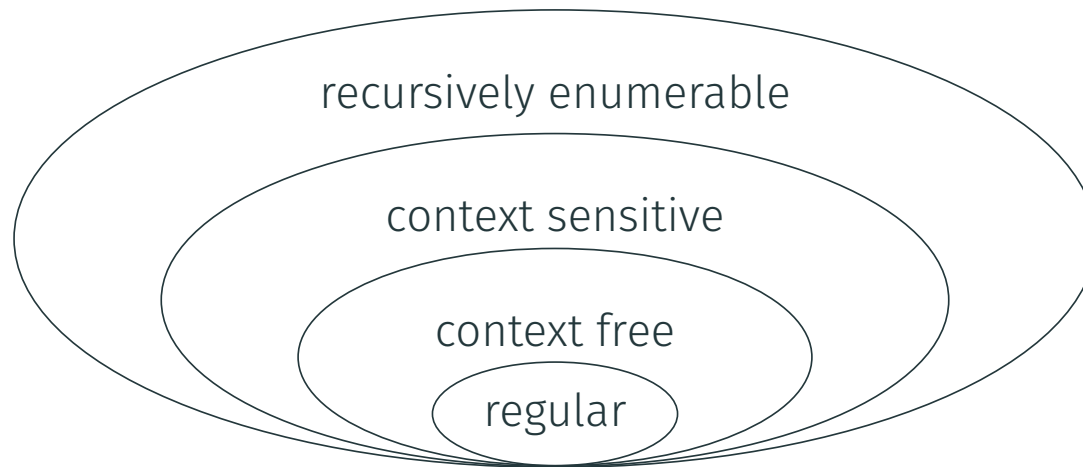 recursively enumerable
context sensitive
context free
regular